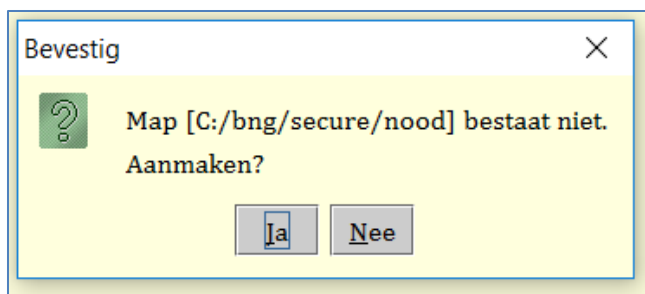 Bevestig
Map [C:/bng/secure/nood] bestaat niet.
Aanmaken?
Ja
Nee